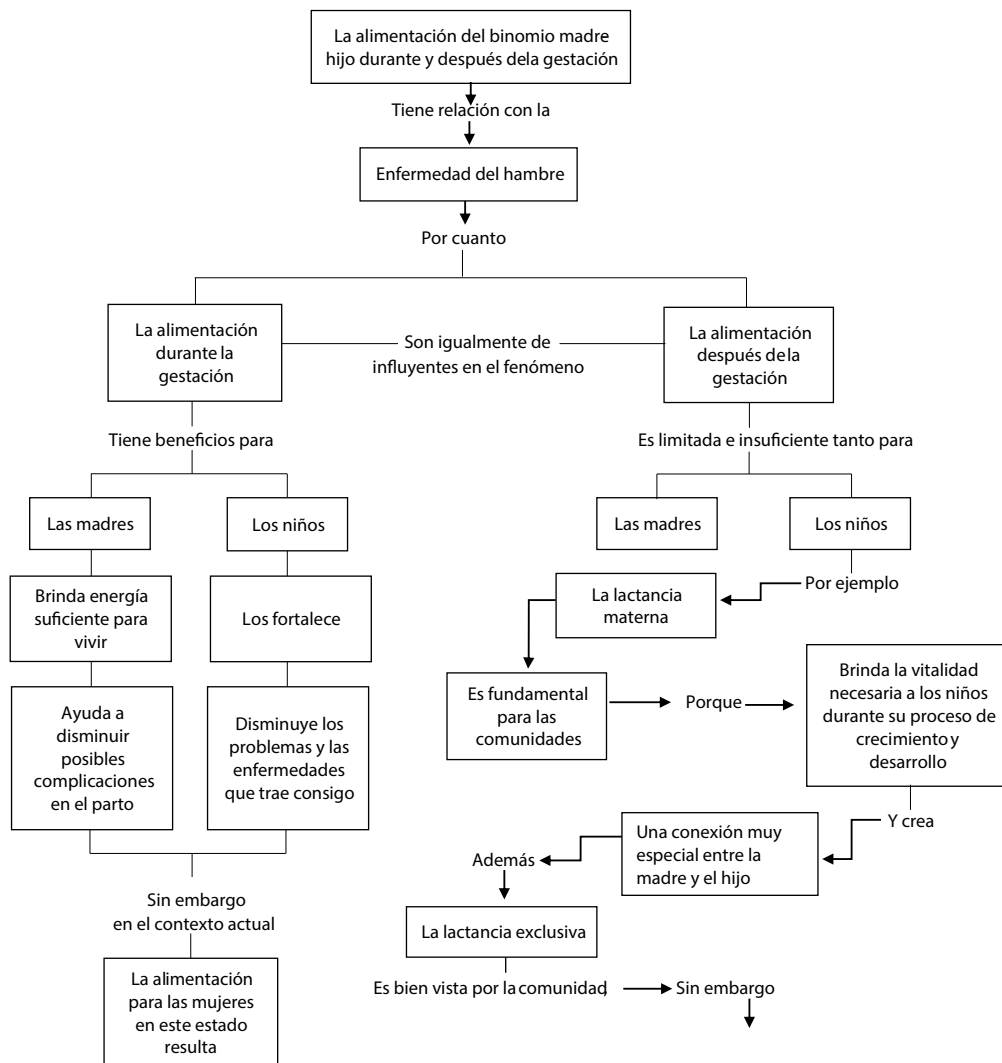 La alimentación del binomio madre
hijo durante y después dela gestación
Tiene relación con la
Enfermedad del hambre
Por cuanto
La alimentación
durante la
gestación
Son igualmente de
influyentes en el fenómeno
La alimentación
después de la
gestación
Tiene beneficios para
Las madres
Los niños
Brinda energía
suficiente para
vivir
Los fortalece
Ayuda a
disminuir
posibles
complicaciones
en el parto
Disminuye los
problemas y las
enfermedades
que trae consigo
Sin embargo
en el contexto actual
La alimentación
para las mujeres
en este estado
resulta
Es limitada e insuficiente tanto para
Las madres
Los niños
Por ejemplo
La lactancia
materna
Es fundamental
para las
comunidades
Porque
Brinda la vitalidad
necesaria a los niños
durante su proceso de
crecimiento y
desarrollo
Y crea
Una conexión muy
especial entre la
madre y el hijo
Además
La lactancia exclusiva
Es bien vista por la comunidad,
Sin embargo